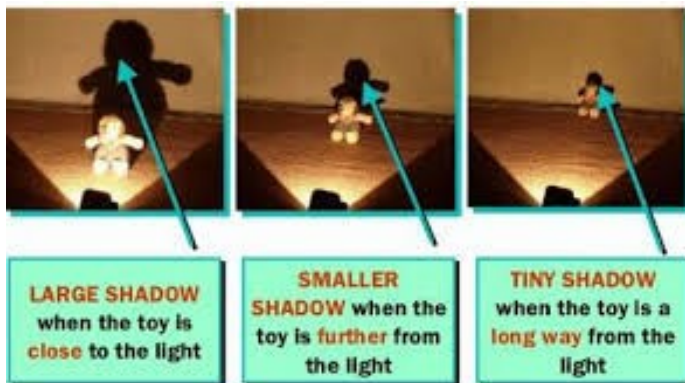 LARGE SHADOW
when the toy is
close to the light
SMALLER
SHADOW when the
toy is further from
the light
TINY SHADOW
when the toy is a
long way from the
light